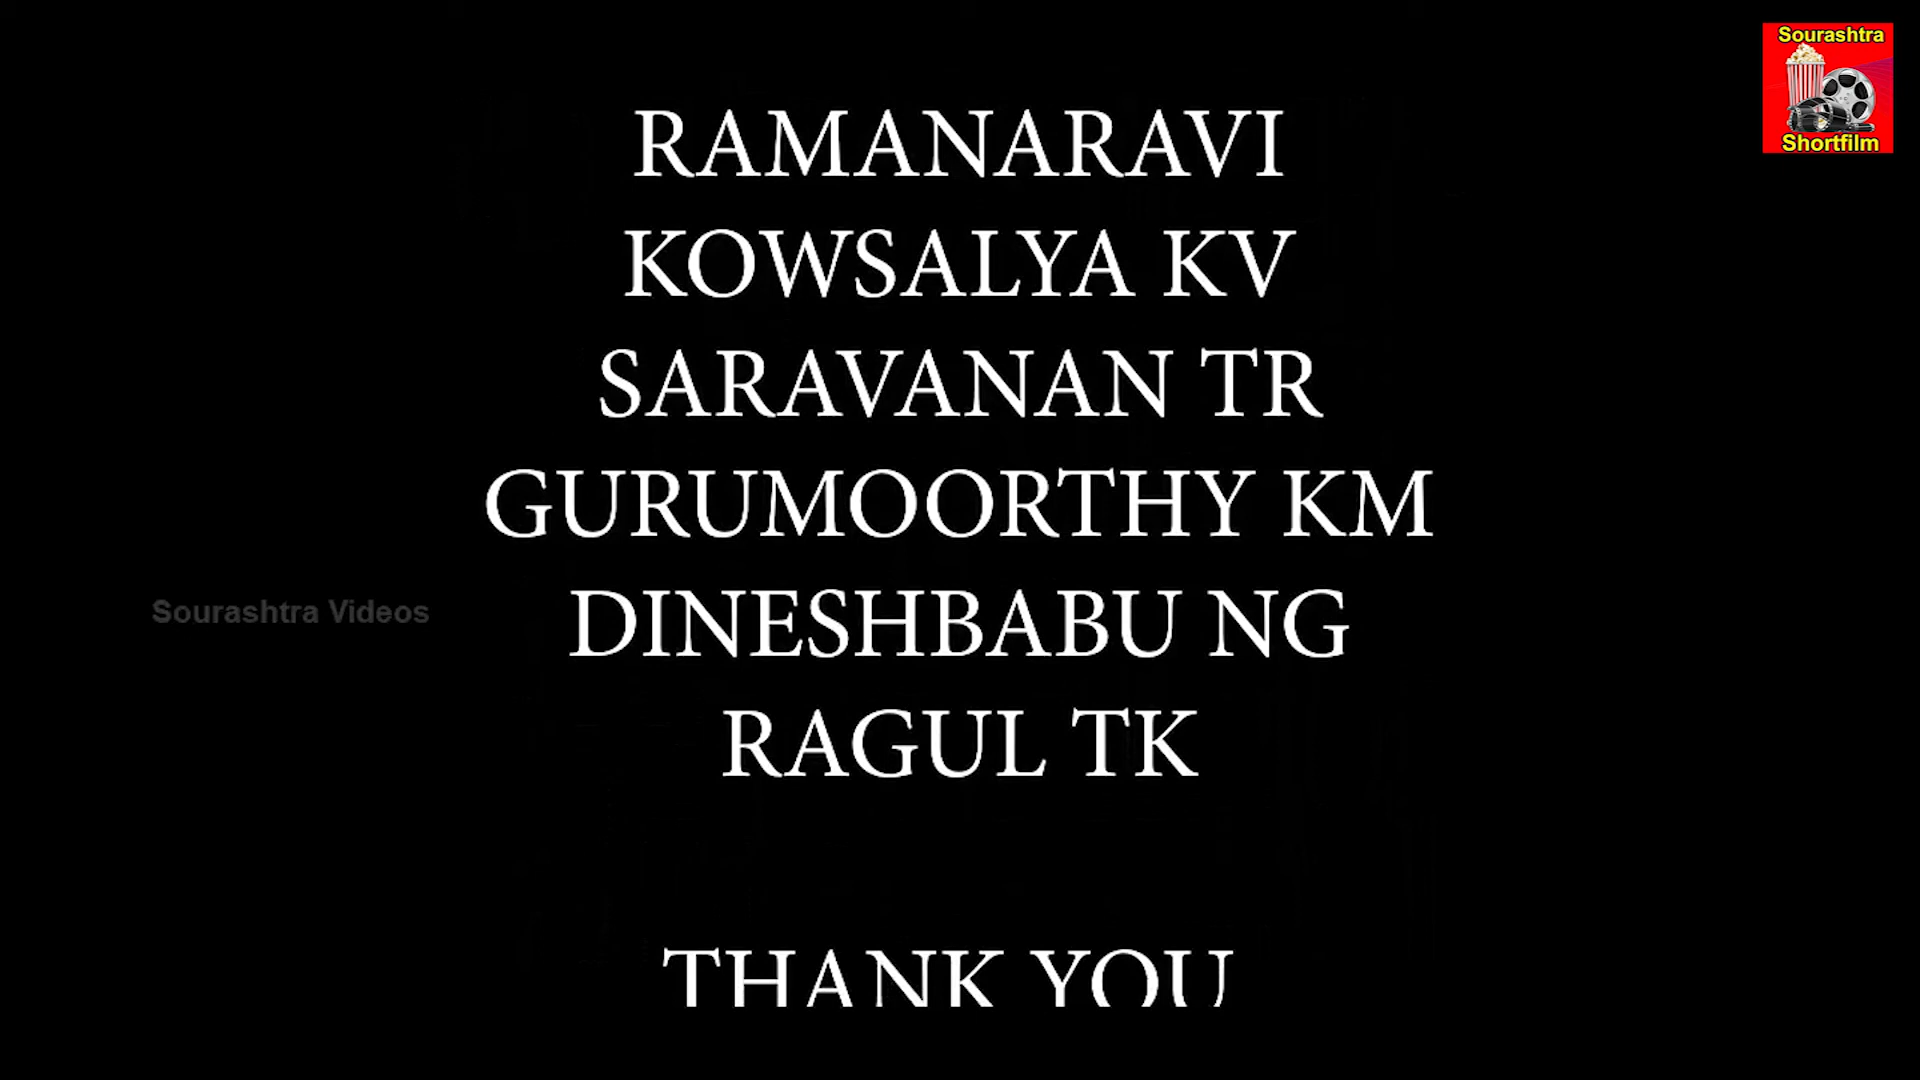 Sourashtra
Shortfilm
RAMANARAVI
KOWSALYA KV
SARAVANAN TR
GURUMOORTHY KM
DINESHBABU NG
Sourashtra Videos
RAGUL TK
THANK YOU